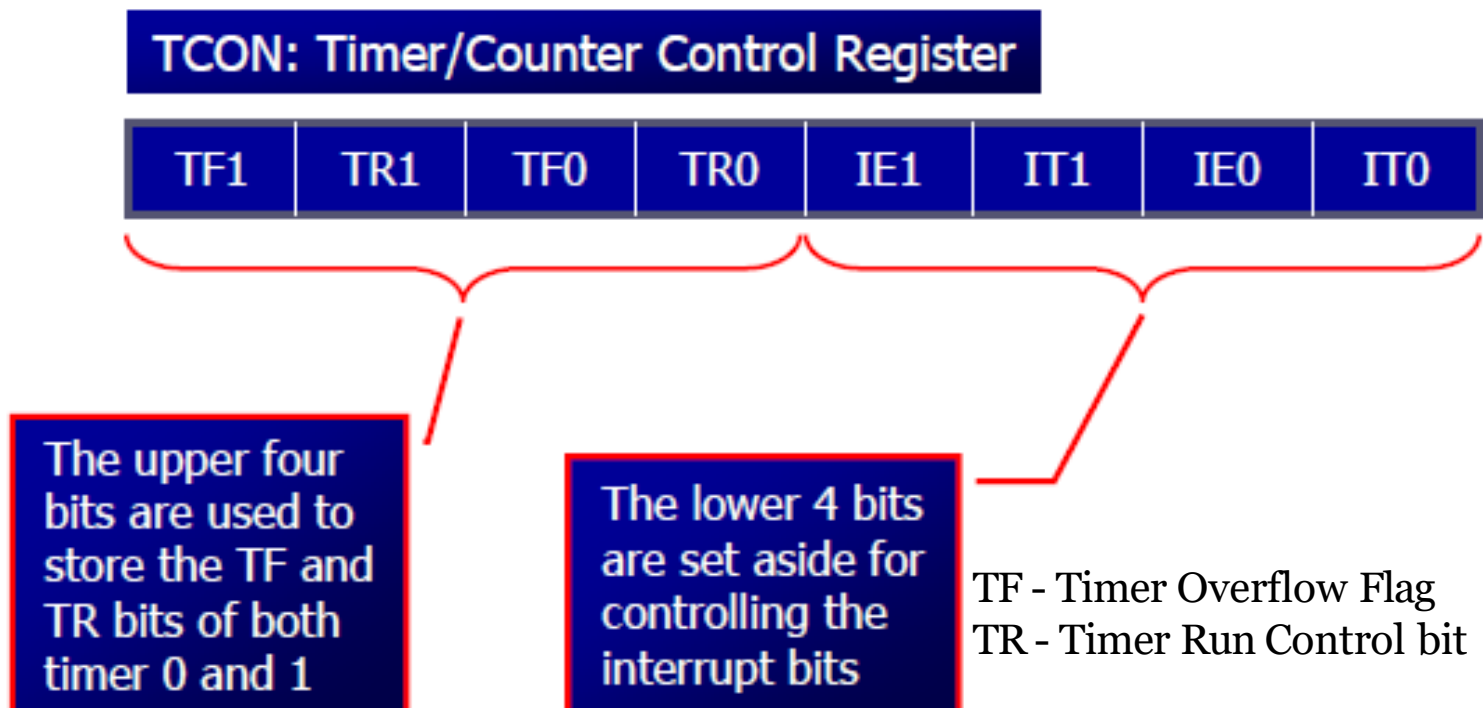 TCON: Timer/Counter Control Register
TF1 TR1 TF0 TR0 IE1 IT1 IE0 IT0
The upper four
bits are used to
store the TF and
TR bits of both
timer 0 and 1
The lower 4 bits
are set aside for
controlling the
interrupt bits
TF - Timer Overflow Flag
TR - Timer Run Control bit